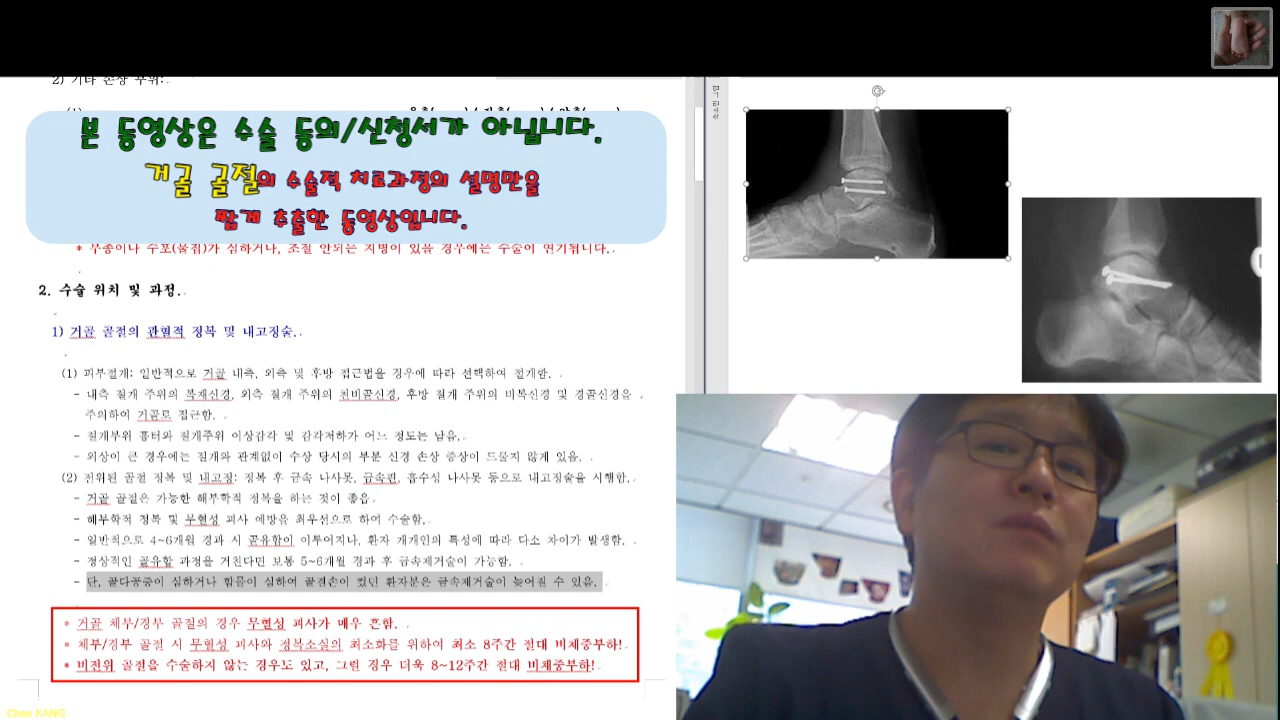 2) 기타 손상 부위:
본 동영상은 수술 동의/신청서가 아닙니다.
거골 골절의 수술적 치료과정의 설명만을
짧게 추출한 동영상입니다.
* 부종이나 수포(물집)가 심하거나, 조절 안되는 지병이 있을 경우에는 수술이 연기됩니다.
2. 수술 위치 및 과정.
1) 거골 골절의 관혈적 정복 및 내고정술.
(1) 피부절개: 일반적으로 거골 내측, 외측 및 후방 접근법을 경우에 따라 선택하여 절개함.
- 내측 절개 주위의 복재신경, 외측 절개 주위의 천비골신경, 후방 절개 주위의 비복신경 및 경골신경을
주의하여 거골로 접근함.
- 절개부위 흉터와 절개주위 이상감각 및 감각저하가 어느 정도는 남음.
- 외상이 큰 경우에는 절개와 관계없이 수상 당시의 부분 신경 손상 증상이 드물지 않게 있음.
(2) 전위된 골절 정복 및 내고정: 정복 후 금속 나사못, 금속판, 흡수성 나사못 등으로 내고정술을 시행함.
- 거골 골절은 가능한 해부학적 정복을 하는 것이 좋음
- 해부학적 정복 및 무혈성 괴사 예방을 최우선으로 하여 수술함.
- 일반적으로 4~6개월 경과 시 골유합이 이루어지나, 환자 개개인의 특성에 따라 다소 차이가 발생함.
- 정상적인 골유합 과정을 거친다면 보통 5~6개월 경과 후 금속제거술이 가능함.
- 단, 골다공증이 심하거나 함몰이 심하여 골결손이 컸던 환자분은 금속제거술이 늦어질 수 있음.
* 거골 체부/경부 골절의 경우 무혈성 괴사가 매우 흔함.
* 체부/경부 골절 시 무혈성 괴사와 정복소실의 최소화를 위하여 최소 8주간 절대 비체중부하!
* 비전위 골절을 수술하지 않는 경우도 있고, 그런 경우 더욱 8~12주간 절대 비체중부하!
Chan KANG